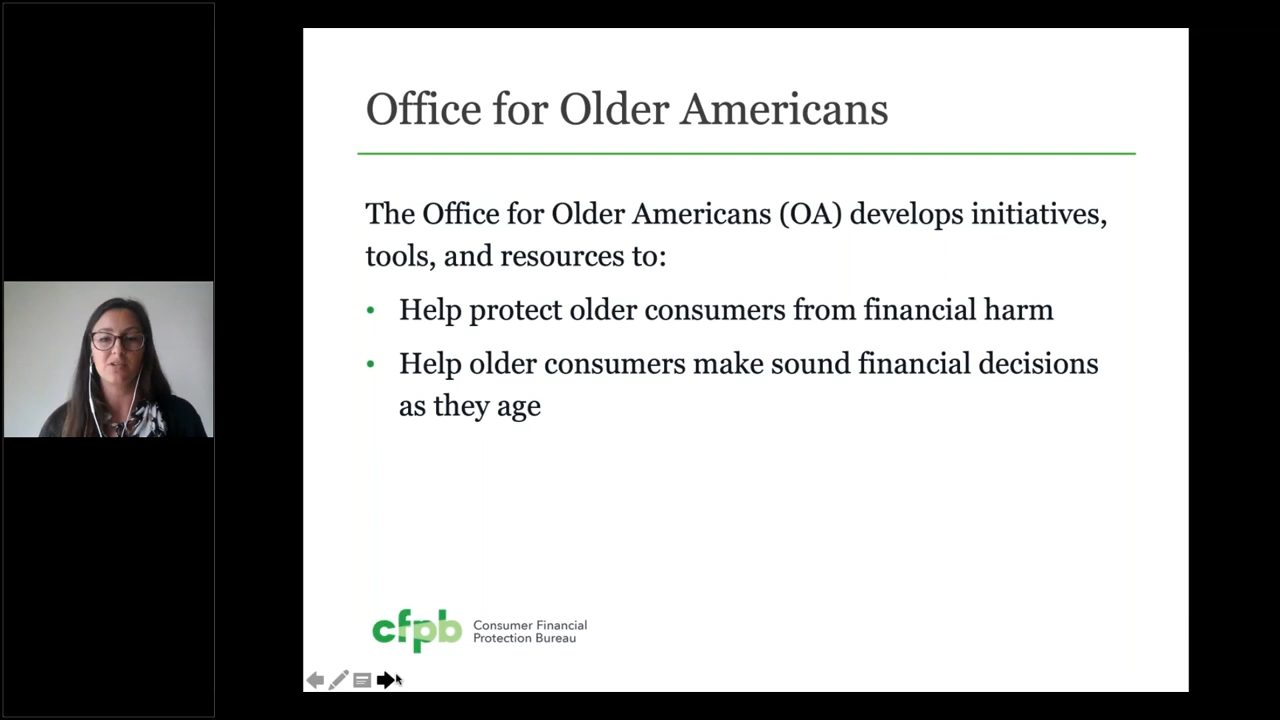 Office for Older Americans
The Office for Older Americans (OA) develops initiatives,
tools, and resources to:
• Help protect older consumers from financial harm
• Help older consumers make sound financial decisions
as they age
cfpb
Consumer Financial
Protection Bureau